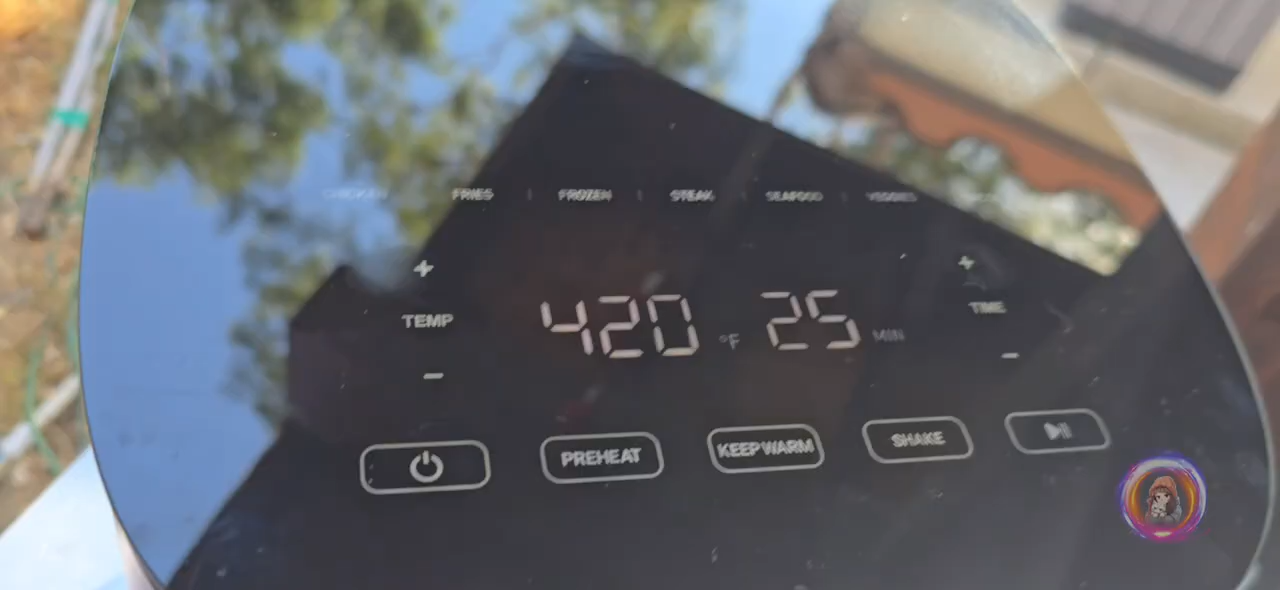 CHICKEN FRIES FROZEN STEAK SEAFOOD VEGGIES
+ +
TEMP 420 °F 25 MIN TIME
- -
PREHEAT KEEP WARM SHAKE